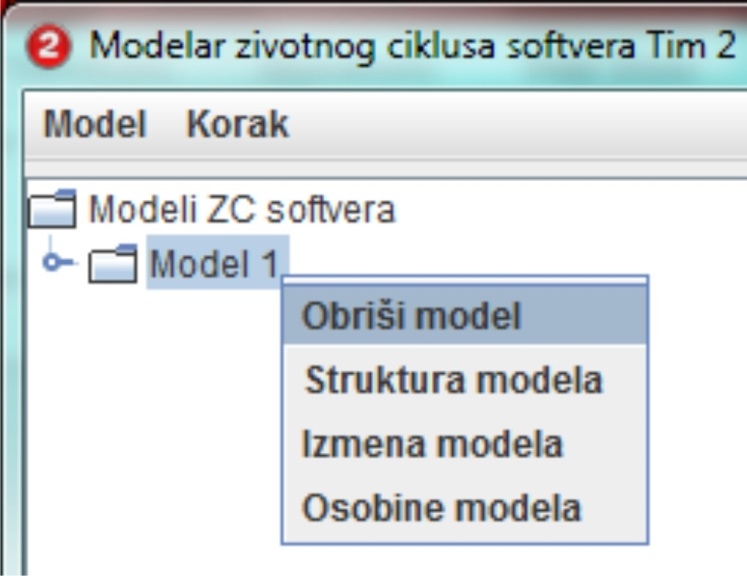 2 Modelar zivotnog ciklusa softvera Tim 2
Model Korak
Modeli ZC softvera
Model 1
Obriši model
Struktura modela
Izmena modela
Osobine modela